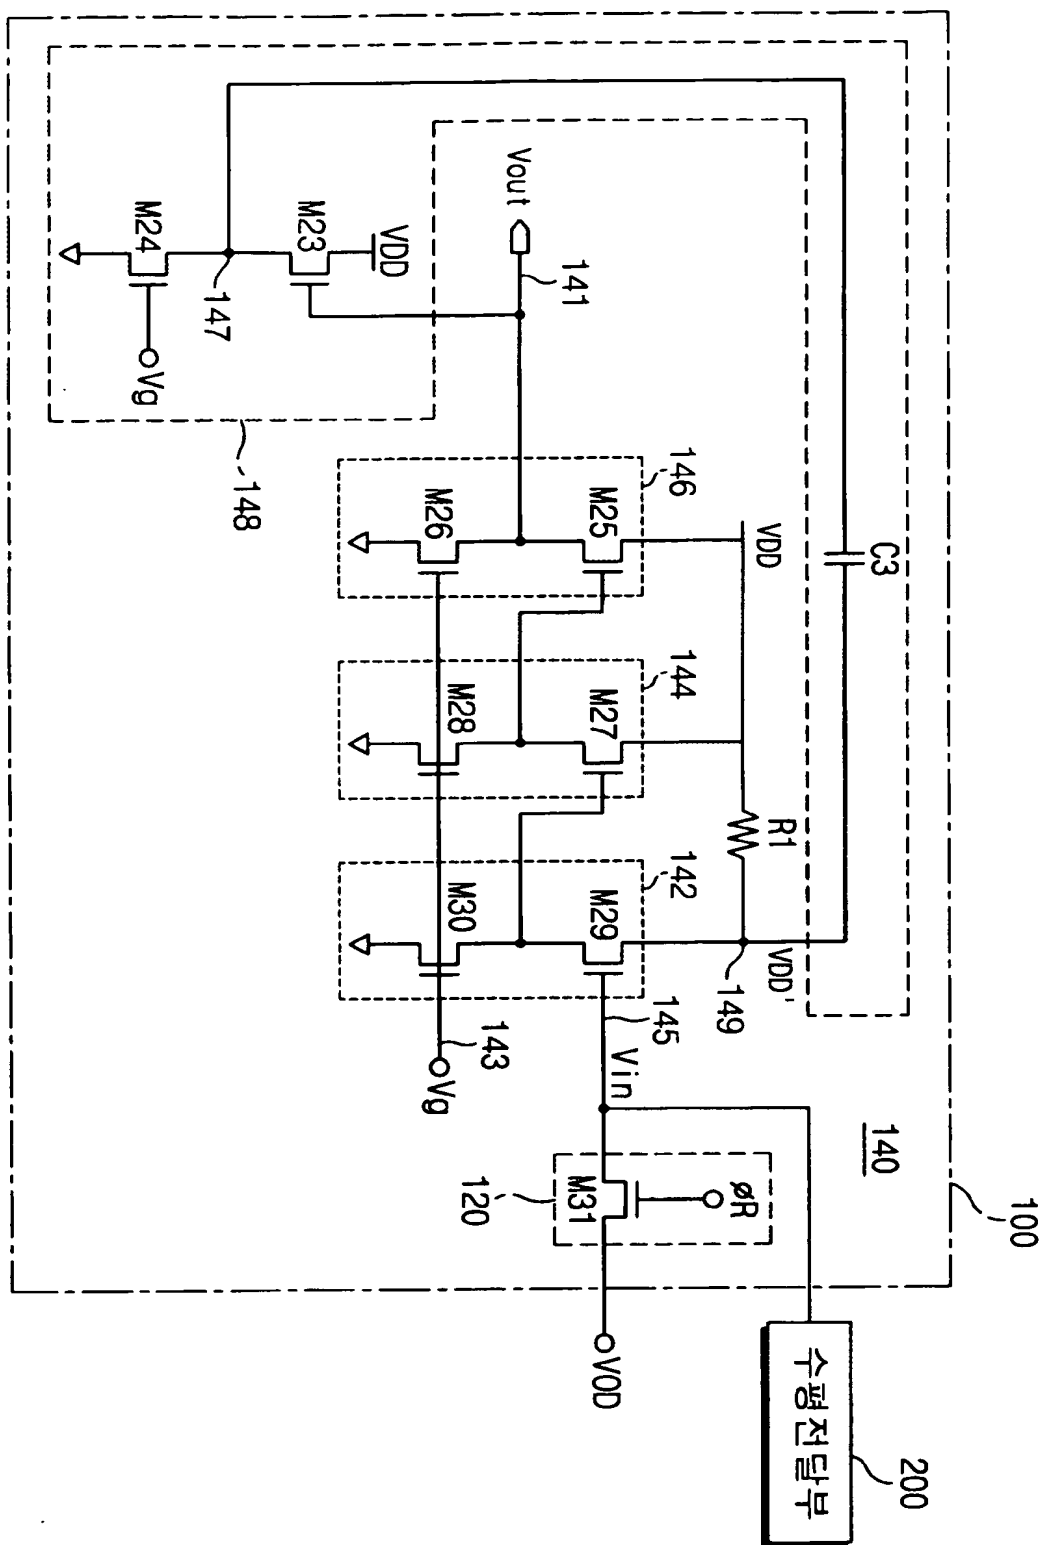 100
140
200
수평전달부
C3
VDD
R1
VDD'
149
146
144
142
øR
M31
120
VOD
M25
M27
M29
145
Vin
Vout
141
M26
M28
M30
143
Vg
VDD
M23
147
M24
Vg
148